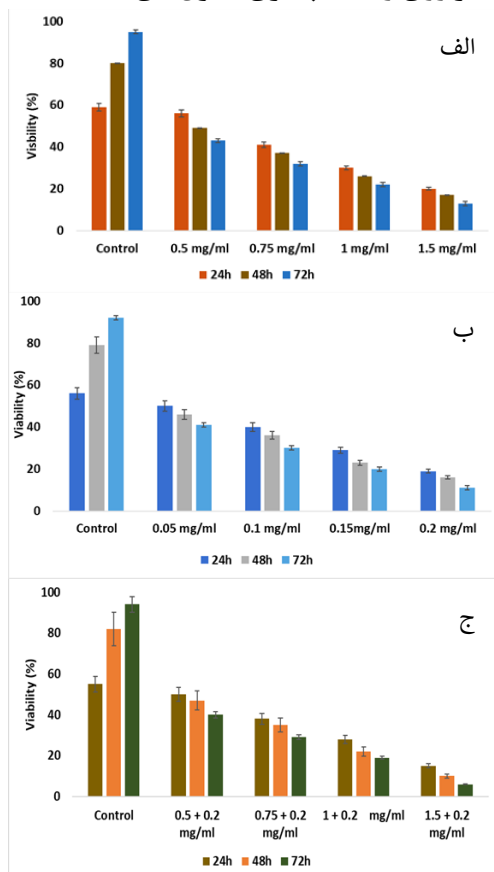 الف
100
80
60
40
20
0
Visbility (%)
Control 0.5 mg/ml 0.75 mg/ml 1 mg/ml 1.5 mg/ml
24h 48h 72h
ب
100
80
60
40
20
0
Viability (%)
Control 0.05 mg/ml 0.1 mg/ml 0.15mg/ml 0.2 mg/ml
24h 48h 72h
ج
100
80
60
40
20
0
Viability (%)
Control 0.5 + 0.2 0.75 + 0.2 1 + 0.2 mg/ml 1.5 + 0.2
mg/ml mg/ml mg/ml
24h 48h 72h